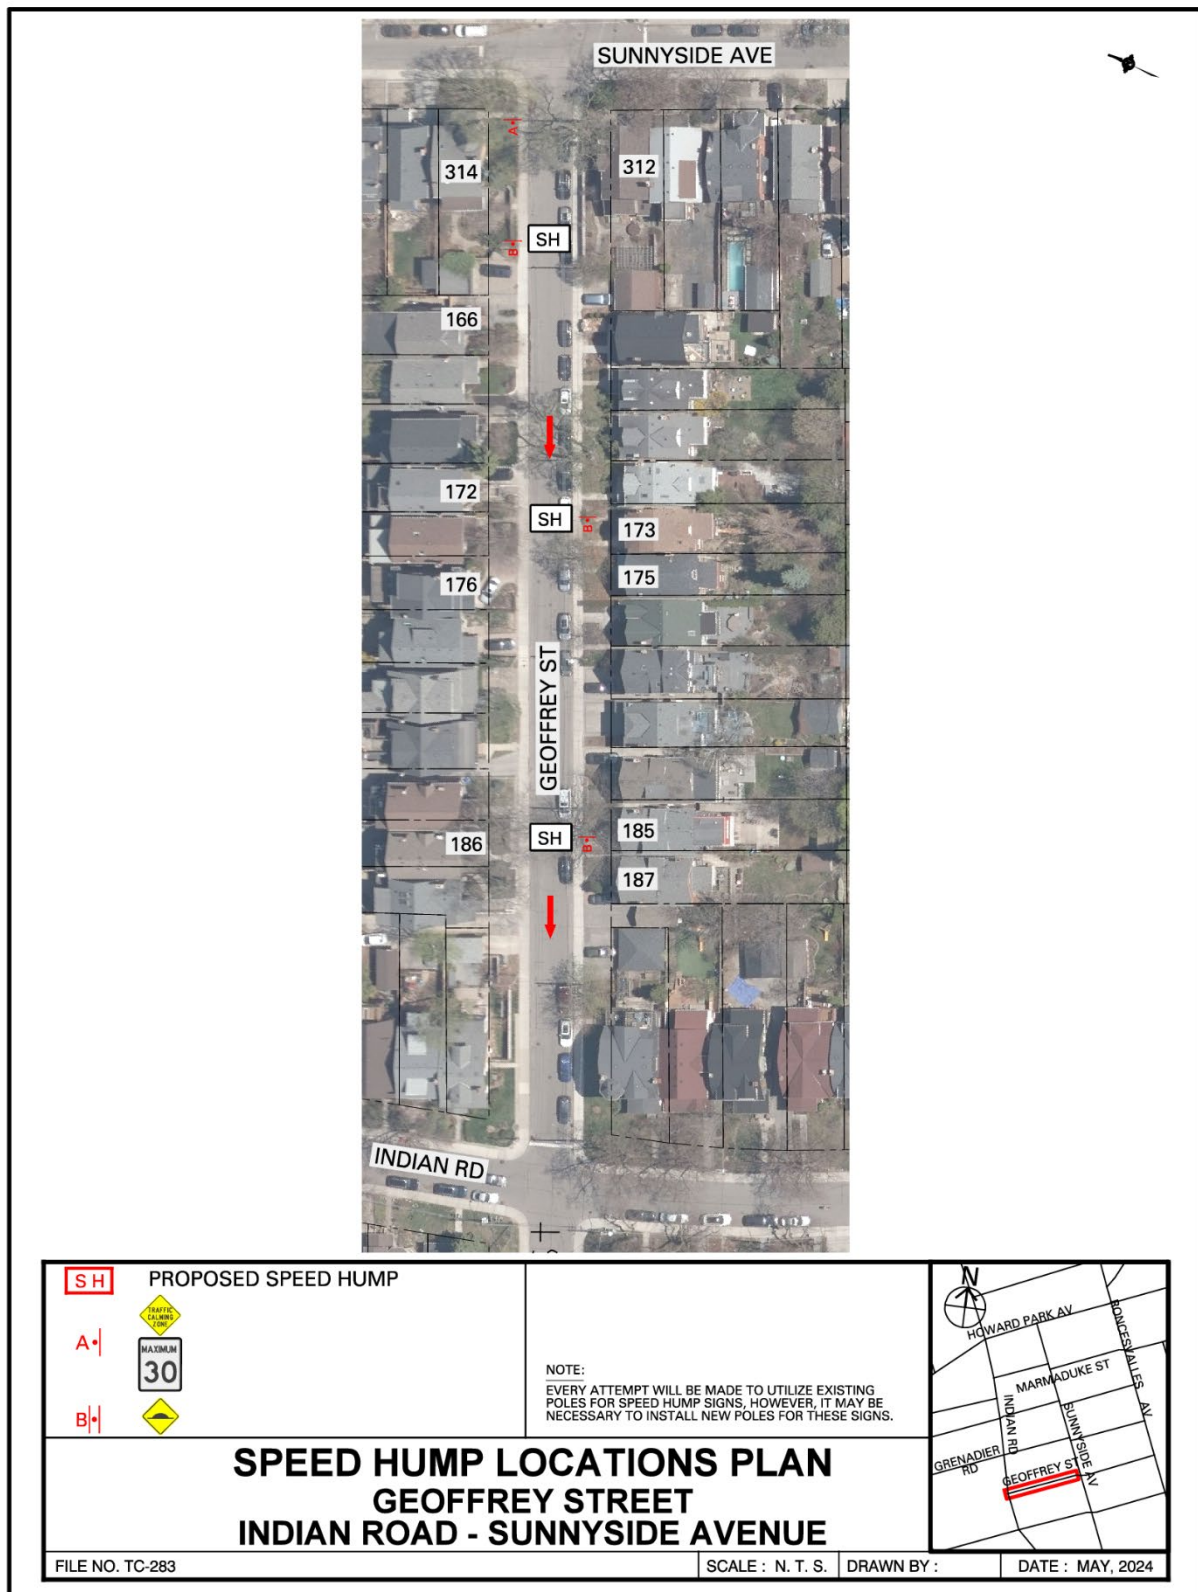 SUNNYSIDE AVE
A
314
312
B
SH
166
172
SH
B
173
176
175
GEOFFREY ST
SH
B
185
186
187
INDIAN RD
SH
PROPOSED SPEED HUMP
TRAFFIC
CALMING
ZONE
A
MAXIMUM
30
B
NOTE:
EVERY ATTEMPT WILL BE MADE TO UTILIZE EXISTING
POLES FOR SPEED HUMP SIGNS, HOWEVER, IT MAY BE
NECESSARY TO INSTALL NEW POLES FOR THESE SIGNS.
N
HOWARD PARK AV
RONCESVALLES AV
MARMADUKE ST
INDIAN RD
SUNNYSIDE AV
GRENADIER
RD
GEOFFREY ST
SPEED HUMP LOCATIONS PLAN
GEOFFREY STREET
INDIAN ROAD - SUNNYSIDE AVENUE
FILE NO. TC-283
SCALE : N. T. S.
DRAWN BY :
DATE : MAY, 2024